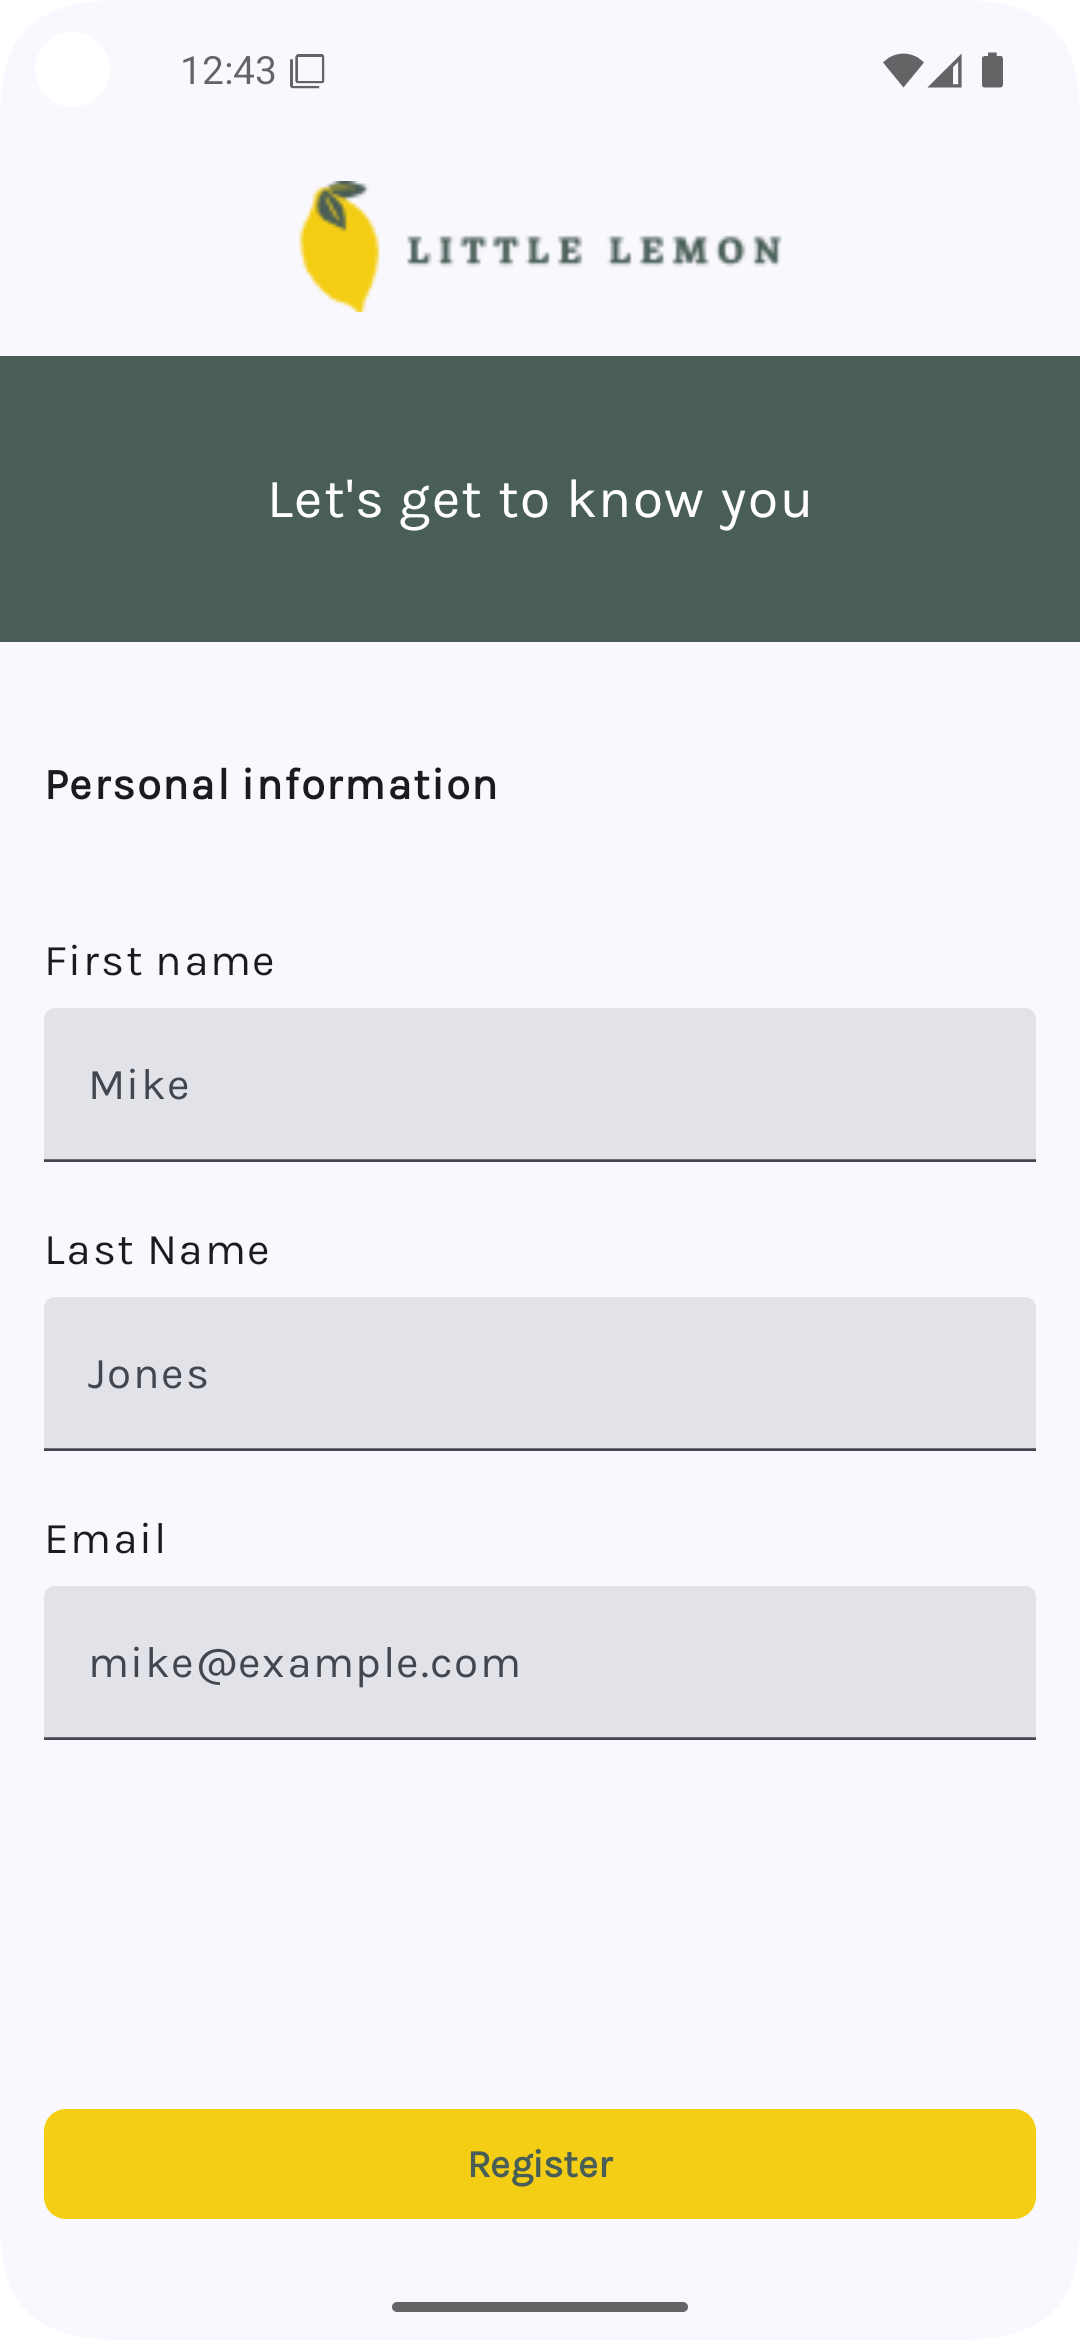 12:43
LITTLE LEMON
Let's get to know you
Personal information
First name
Mike
Last Name
Jones
Email
mike@example.com
Register